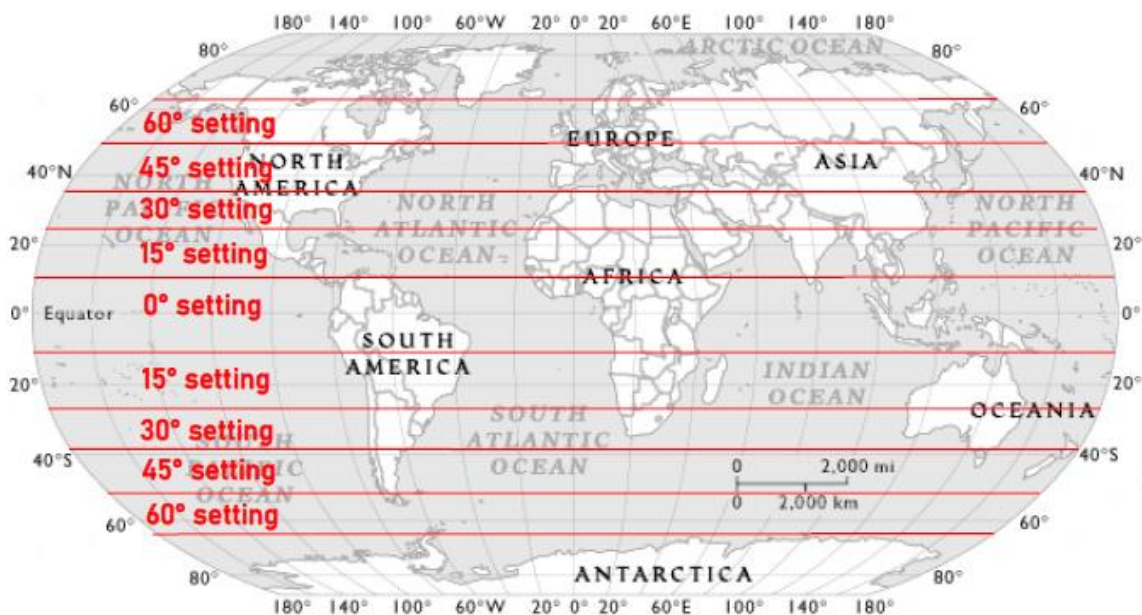 180° 140° 100° 60°W 20° 0° 20° 60°E 100° 140° 180°
80° ARCTIC OCEAN 80°
60° 60°
60° setting
EUROPE
45° setting
NORTH ASIA
40°N 40°N
AMERICA
NORTH
PACIFIC
OCEAN
30° setting
NORTH
ATLANTIC
OCEAN
NORTH
PACIFIC
OCEAN
20° 20°
15° setting
AFRICA
0° setting
0° Equator 0°
SOUTH
AMERICA
INDIAN
OCEAN
15° setting
20° 20°
OCEANIA
SOUTH
ATLANTIC
OCEAN
30° setting
SOUTH
PACIFIC
OCEAN
40°S 40°S
45° setting
0 2,000 mi
0 2,000 km
60° setting
60° 60°
80° ANTARCTICA 80°
180° 140° 100° 60°W 20° 0° 20° 60°E 100° 140° 180°